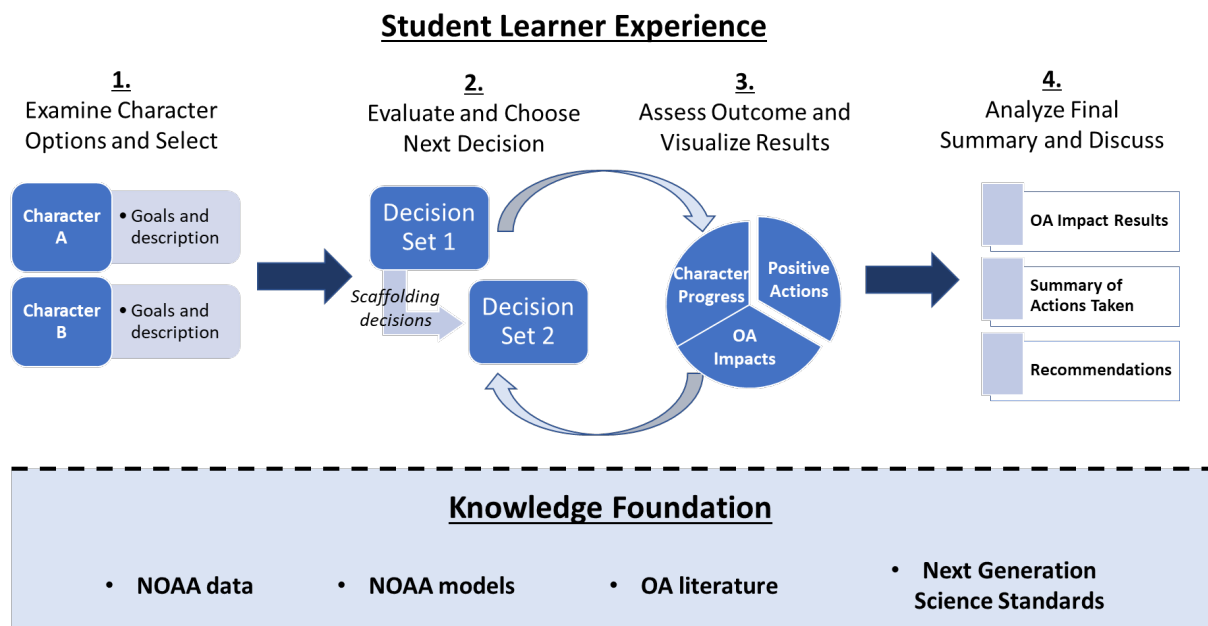 Student Learner Experience
1.
Examine Character
Options and Select
Character
A
• Goals and
description
Character
B
• Goals and
description
2.
Evaluate and Choose
Next Decision
Decision
Set 1
Scaffolding
decisions
Decision
Set 2
3.
Assess Outcome and
Visualize Results
Character
Progress
Positive
Actions
OA
Impacts
4.
Analyze Final
Summary and Discuss
OA Impact Results
Summary of
Actions Taken
Recommendations
Knowledge Foundation
• NOAA data
• NOAA models
• OA literature
• Next Generation
Science Standards